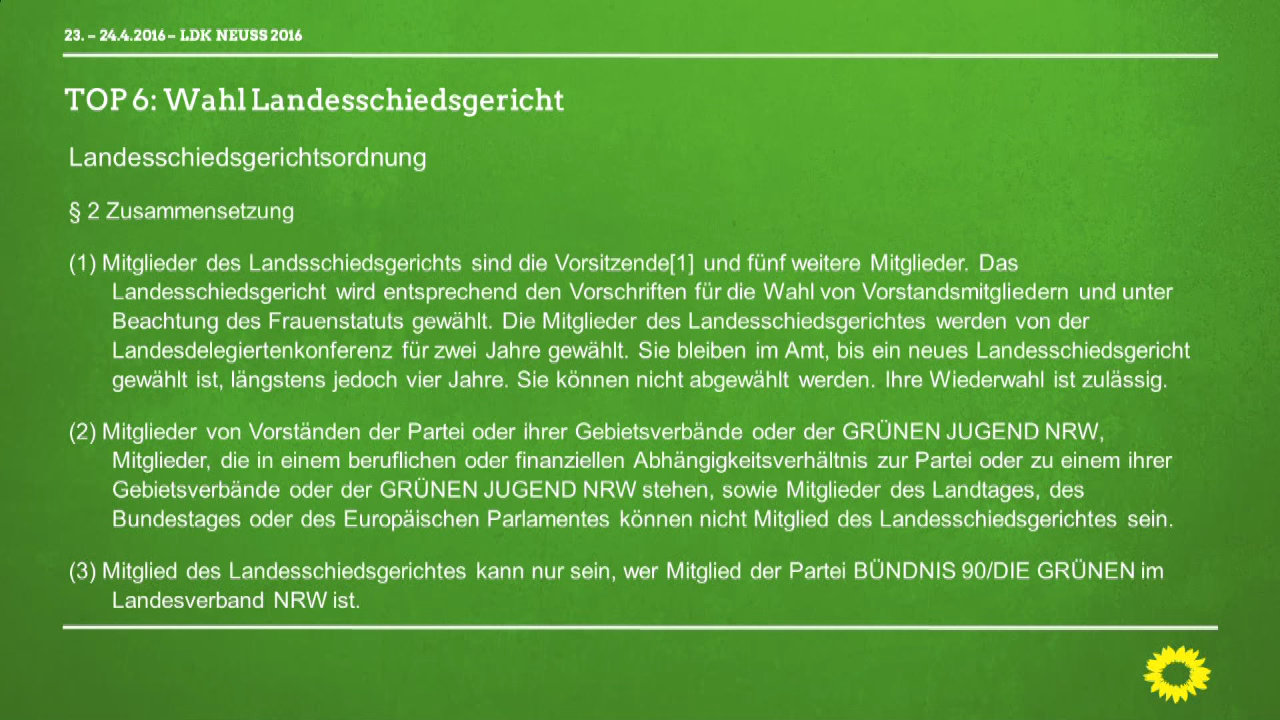 23. – 24.4.2016 – LDK NEUSS 2016
TOP 6: Wahl Landesschiedsgericht
Landesschiedsgerichtsordnung
§ 2 Zusammensetzung
(1) Mitglieder des Landsschiedsgerichts sind die Vorsitzende[1] und fünf weitere Mitglieder. Das
Landesschiedsgericht wird entsprechend den Vorschriften für die Wahl von Vorstandsmitgliedern und unter
Beachtung des Frauenstatuts gewählt. Die Mitglieder des Landesschiedsgerichtes werden von der
Landesdelegiertenkonferenz für zwei Jahre gewählt. Sie bleiben im Amt, bis ein neues Landesschiedsgericht
gewählt ist, längstens jedoch vier Jahre. Sie können nicht abgewählt werden. Ihre Wiederwahl ist zulässig.
(2) Mitglieder von Vorständen der Partei oder ihrer Gebietsverbände oder der GRÜNEN JUGEND NRW,
Mitglieder, die in einem beruflichen oder finanziellen Abhängigkeitsverhältnis zur Partei oder zu einem ihrer
Gebietsverbände oder der GRÜNEN JUGEND NRW stehen, sowie Mitglieder des Landtages, des
Bundestages oder des Europäischen Parlamentes können nicht Mitglied des Landesschiedsgerichtes sein.
(3) Mitglied des Landesschiedsgerichtes kann nur sein, wer Mitglied der Partei BÜNDNIS 90/DIE GRÜNEN im
Landesverband NRW ist.